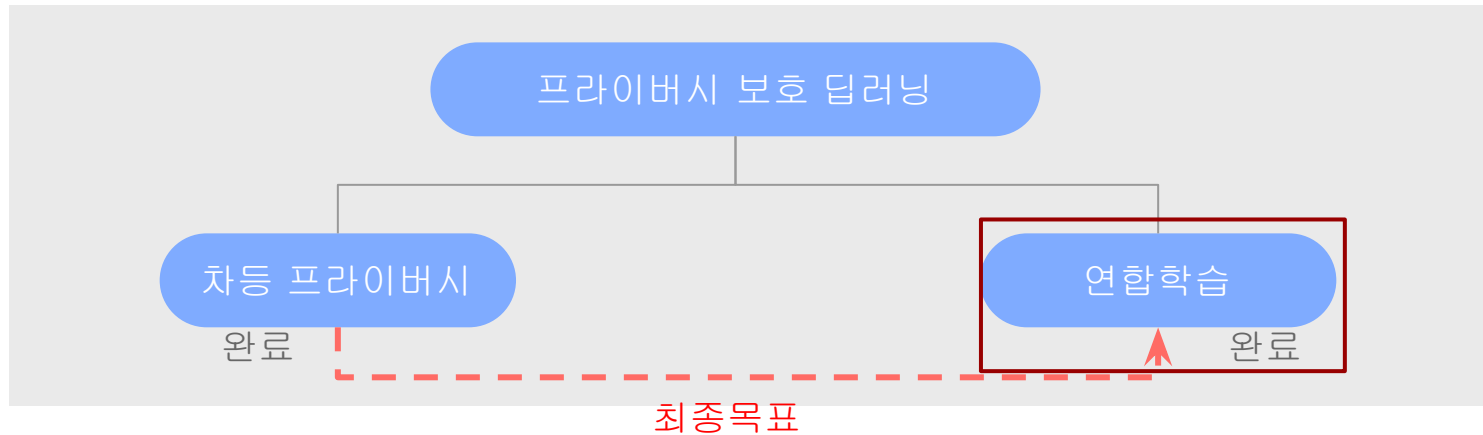 프라이버시 보호 딥러닝
차등 프라이버시
연합학습
완료
완료
최종목표